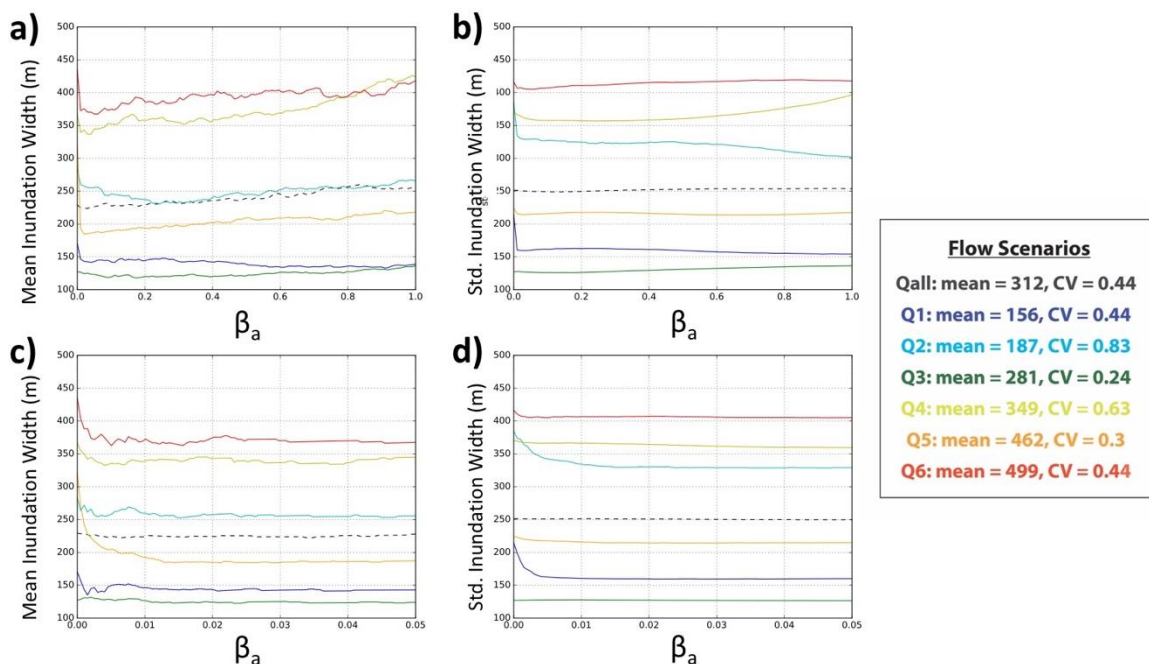 a)
500
450
400
350
300
250
200
150
100
Mean Inundation Width (m)
0.0 0.2 0.4 0.6 0.8 1.0
βa
b)
500
450
400
350
300
250
200
150
100
Std. Inundation Width (m)
st
0.0 0.2 0.4 0.6 0.8 1.0
βa
c)
500
450
400
350
300
250
200
150
100
Mean Inundation Width (m)
0.00 0.01 0.02 0.03 0.04 0.05
βa
d)
500
450
400
350
300
250
200
150
100
Std. Inundation Width (m)
0.00 0.01 0.02 0.03 0.04 0.05
βa
Flow Scenarios
Qall: mean = 312, CV = 0.44
Q1: mean = 156, CV = 0.44
Q2: mean = 187, CV = 0.83
Q3: mean = 281, CV = 0.24
Q4: mean = 349, CV = 0.63
Q5: mean = 462, CV = 0.3
Q6: mean = 499, CV = 0.44